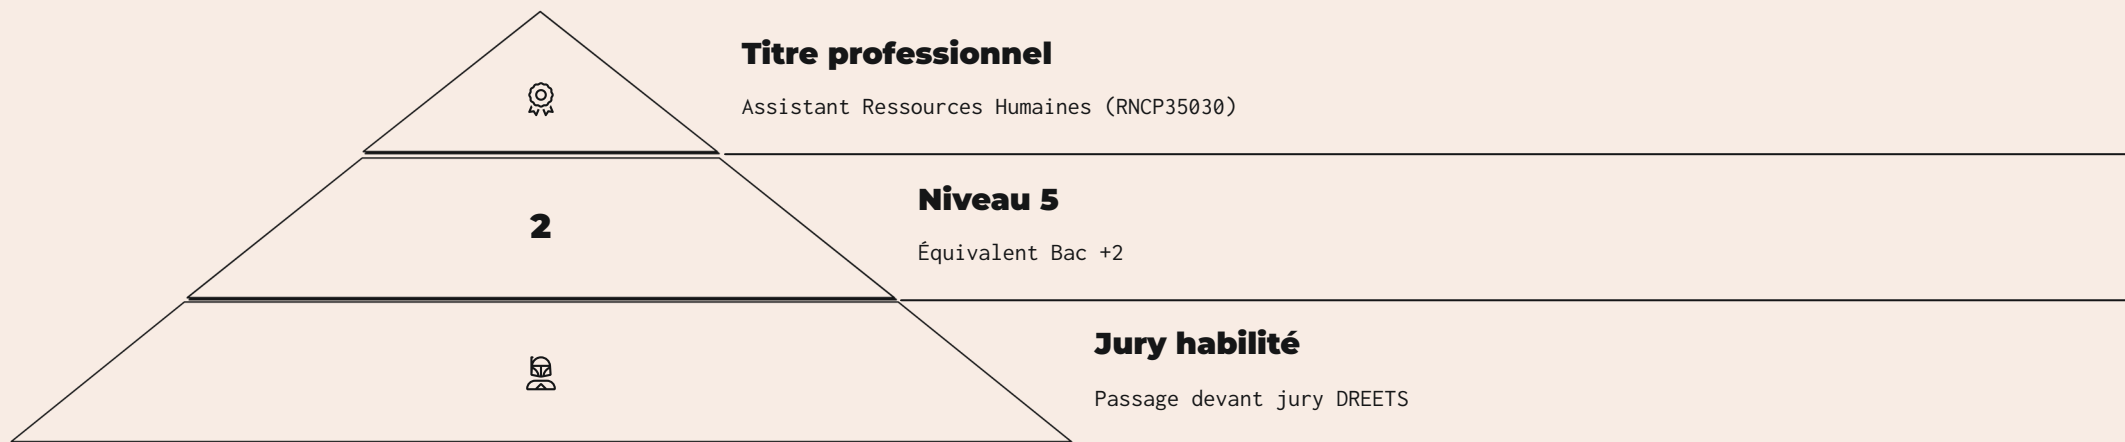 Titre professionnel
Assistant Ressources Humaines (RNCP35030)
2
Niveau 5
Équivalent Bac +2
Jury habilité
Passage devant jury DREETS